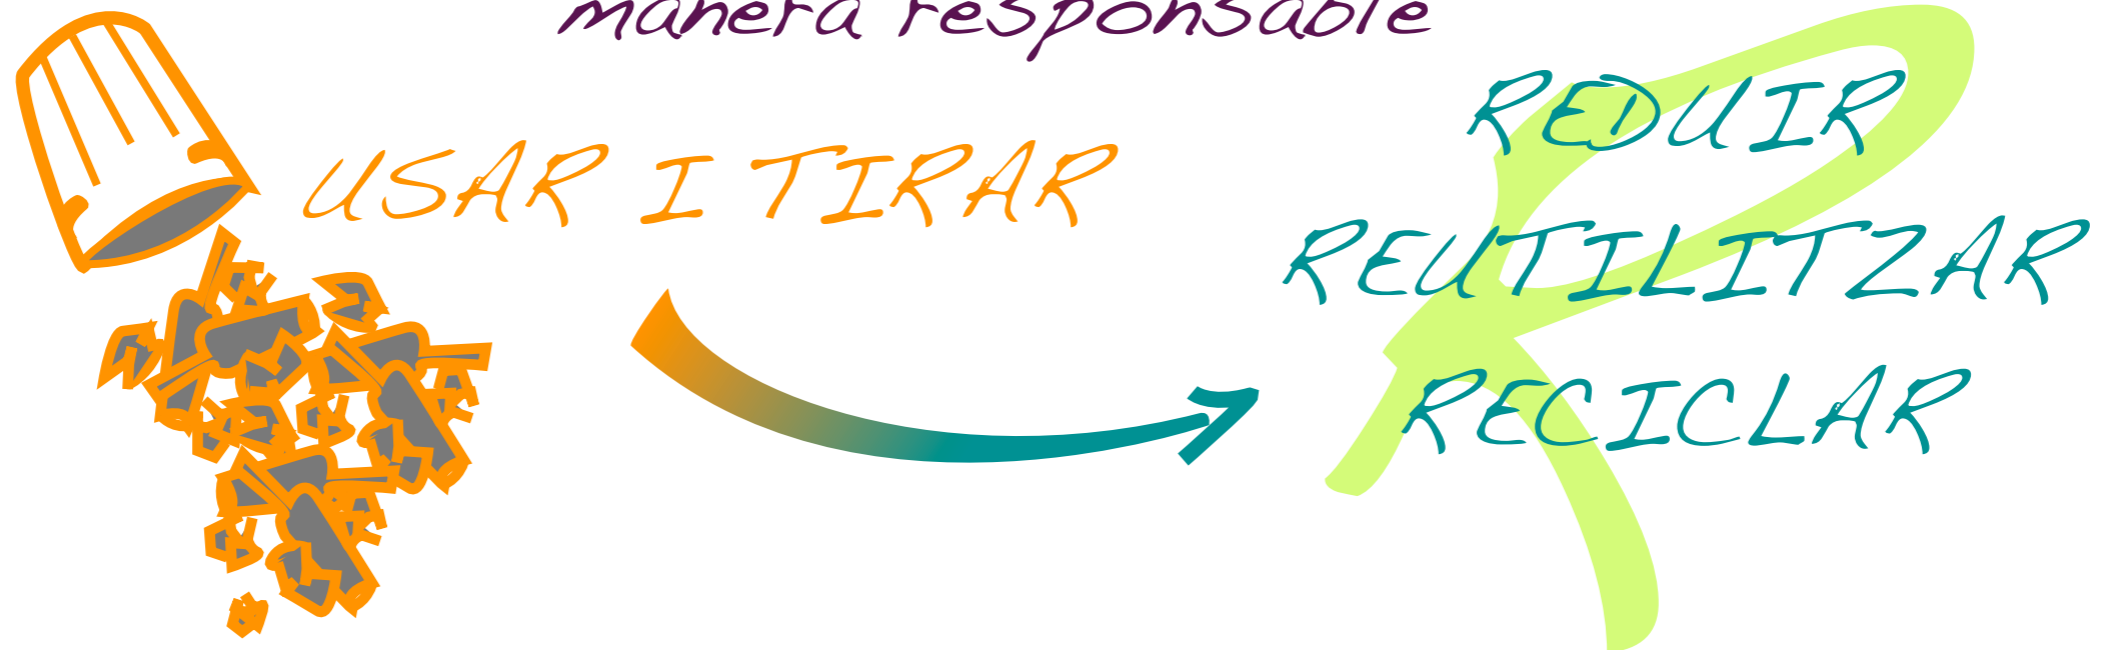 manera responsable
USAR I TIRAR
REDUIR
REUTILITZAR
RECICLAR